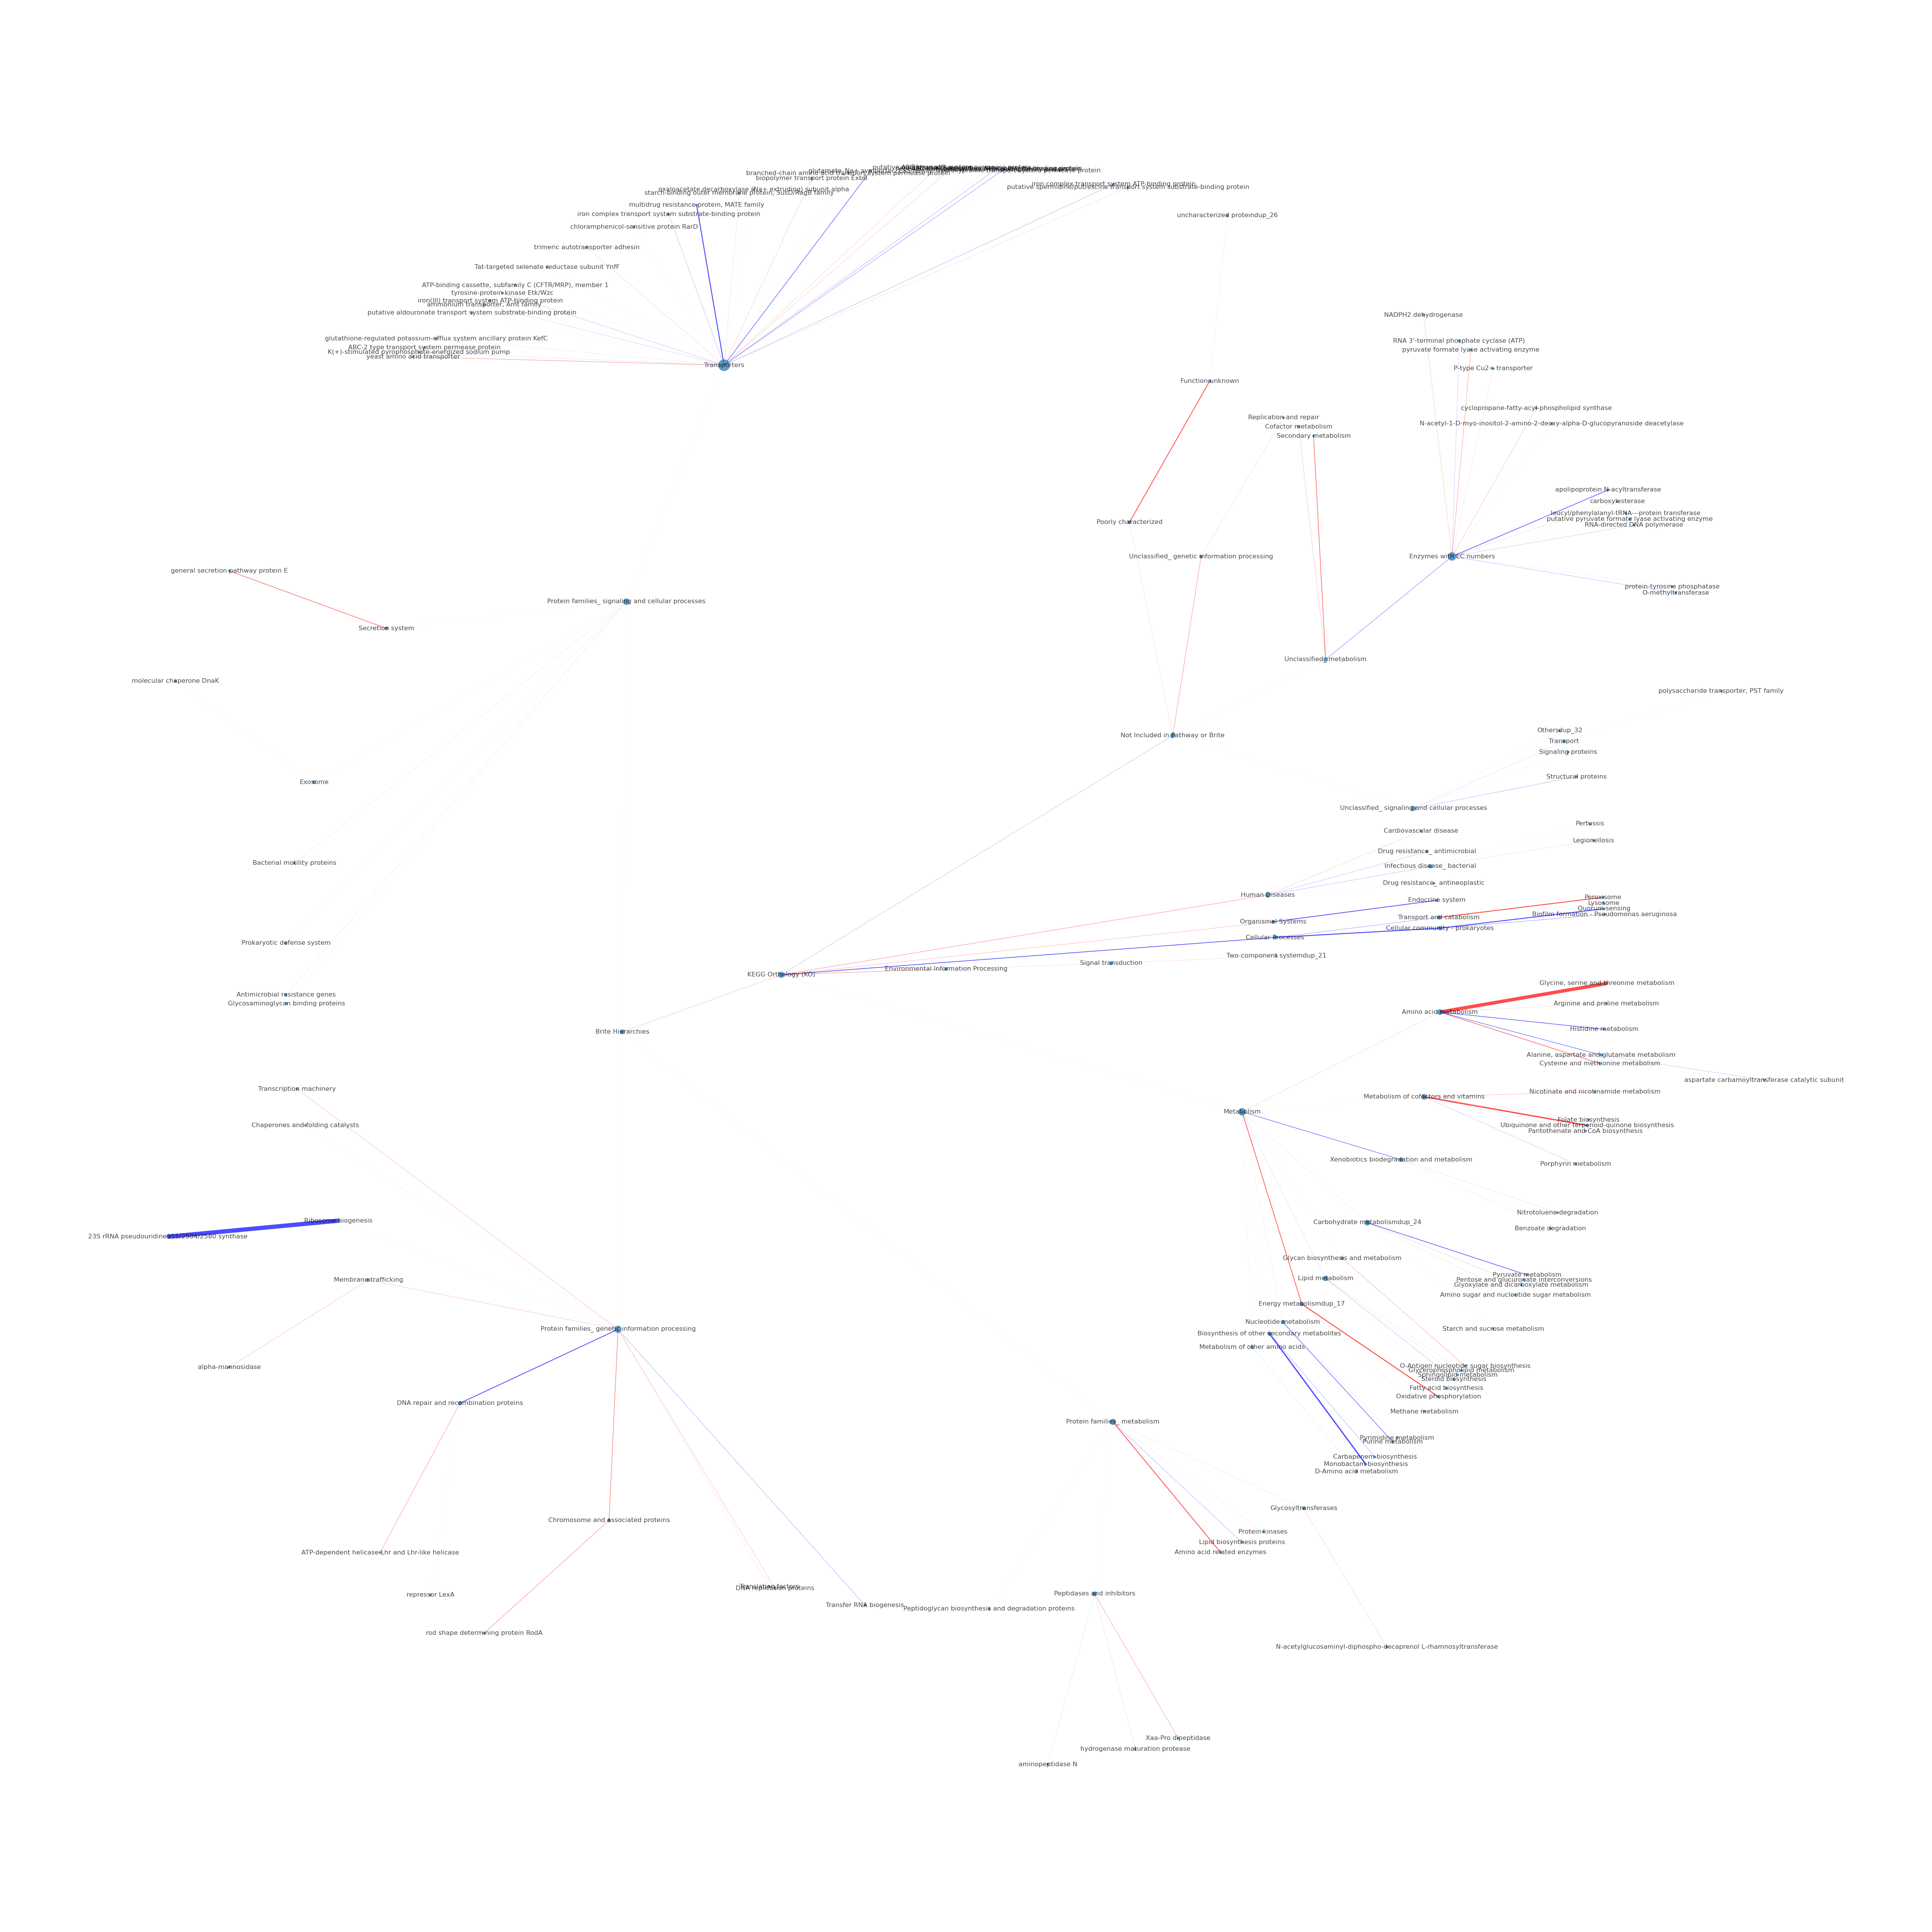 glutamate:Na+
branched-chain amino acid transport system permease protein
biopolymer transport protein ExbB
iron complex transport system ATP-binding protein
putative spermidine/putrescine transport system substrate-binding protein
oxaloacetate decarboxylase (Na+ extruding) subunit alpha
starch-binding outer membrane protein, SusD/RagB family
multidrug resistance protein, MATE family
iron complex transport system substrate-binding protein
uncharacterized proteindup_26
chloramphenicol-sensitive protein RarD
trimeric autotransporter adhesin
Tat-targeted selenate reductase subunit YnfF
ATP-binding cassette, subfamily C (CFTR/MRP), member 1
tyrosine-protein kinase Etk/Wzc
iron(III) transport system ATP-binding protein
ammonium transporter, Amt family
putative aldouronate transport system substrate-binding protein
NADPH2 dehydrogenase
glutathione-regulated potassium-efflux system ancillary protein KefC
RNA 3'-terminal phosphate cyclase (ATP)
ABC-2 type transport system permease protein
pyruvate formate lyase activating enzyme
K(+)-stimulated pyrophosphate-energized sodium pump
yeast amino acid transporter
Transporters
P-type Cu2+ transporter
Function unknown
cyclopropane-fatty-acyl-phospholipid synthase
Replication and repair
N-acetyl-1-D-myo-inositol-2-amino-2-deoxy-alpha-D-glucopyranoside deacetylase
Cofactor metabolism
Secondary metabolism
apolipoprotein N-acyltransferase
carboxylesterase
leucyl/phenylalanyl-tRNA---protein transferase
putative pyruvate formate lyase activating enzyme
Poorly characterized
RNA-directed DNA polymerase
Unclassified_ genetic information processing
Enzymes with EC numbers
general secretion pathway protein E
protein-tyrosine phosphatase
O-methyltransferase
Protein families_ signaling and cellular processes
Secretion system
Unclassified_ metabolism
molecular chaperone DnaK
polysaccharide transporter, PST family
Othersdup_32
Not Included in Pathway or Brite
Transport
Signaling proteins
Structural proteins
Exosome
Unclassified_ signaling and cellular processes
Pertussis
Cardiovascular disease
Legionellosis
Drug resistance_ antimicrobial
Bacterial motility proteins
Infectious disease_ bacterial
Drug resistance_ antineoplastic
Human Diseases
Peroxisome
Endocrine system
Lysosome
Quorum sensing
Biofilm formation - Pseudomonas aeruginosa
Transport and catabolism
Organismal Systems
Cellular community - prokaryotes
Cellular Processes
Prokaryotic defense system
Two-component systemdup_21
Signal transduction
Environmental Information Processing
KEGG Orthology (KO)
Glycine, serine and threonine metabolism
Antimicrobial resistance genes
Glycosaminoglycan binding proteins
Arginine and proline metabolism
Amino acid metabolism
Histidine metabolism
Brite Hierarchies
Alanine, aspartate and glutamate metabolism
Cysteine and methionine metabolism
aspartate carbamoyltransferase catalytic subunit
Transcription machinery
Nicotinate and nicotinamide metabolism
Metabolism of cofactors and vitamins
Metabolism
Folate biosynthesis
Chaperones and folding catalysts
Ubiquinone and other terpenoid-quinone biosynthesis
Pantothenate and CoA biosynthesis
Xenobiotics biodegradation and metabolism
Porphyrin metabolism
Nitrotoluene degradation
Ribosome biogenesis
Carbohydrate metabolismdup_24
Benzoate degradation
23S rRNA pseudouridine955/2504/2580 synthase
Glycan biosynthesis and metabolism
Pyruvate metabolism
Lipid metabolism
Membrane trafficking
Pentose and glucuronate interconversions
Glyoxylate and dicarboxylate metabolism
Amino sugar and nucleotide sugar metabolism
Energy metabolismdup_17
Nucleotide metabolism
Protein families_ genetic information processing
Starch and sucrose metabolism
Biosynthesis of other secondary metabolites
Metabolism of other amino acids
alpha-mannosidase
O-Antigen nucleotide sugar biosynthesis
Glycerophospholipid metabolism
Sphingolipid metabolism
Steroid biosynthesis
Fatty acid biosynthesis
Oxidative phosphorylation
DNA repair and recombination proteins
Methane metabolism
Protein families_ metabolism
Pyrimidine metabolism
Purine metabolism
Carbapenem biosynthesis
Monobactam biosynthesis
D-Amino acid metabolism
Glycosyltransferases
Chromosome and associated proteins
Protein kinases
Lipid biosynthesis proteins
ATP-dependent helicase Lhr and Lhr-like helicase
Amino acid related enzymes
Translation factors
DNA replication proteins
repressor LexA
Peptidases and inhibitors
Transfer RNA biogenesis
Peptidoglycan biosynthesis and degradation proteins
rod shape determining protein RodA
N-acetylglucosaminyl-diphospho-decaprenol L-rhamnosyltransferase
Xaa-Pro dipeptidase
hydrogenase maturation protease
aminopeptidase N